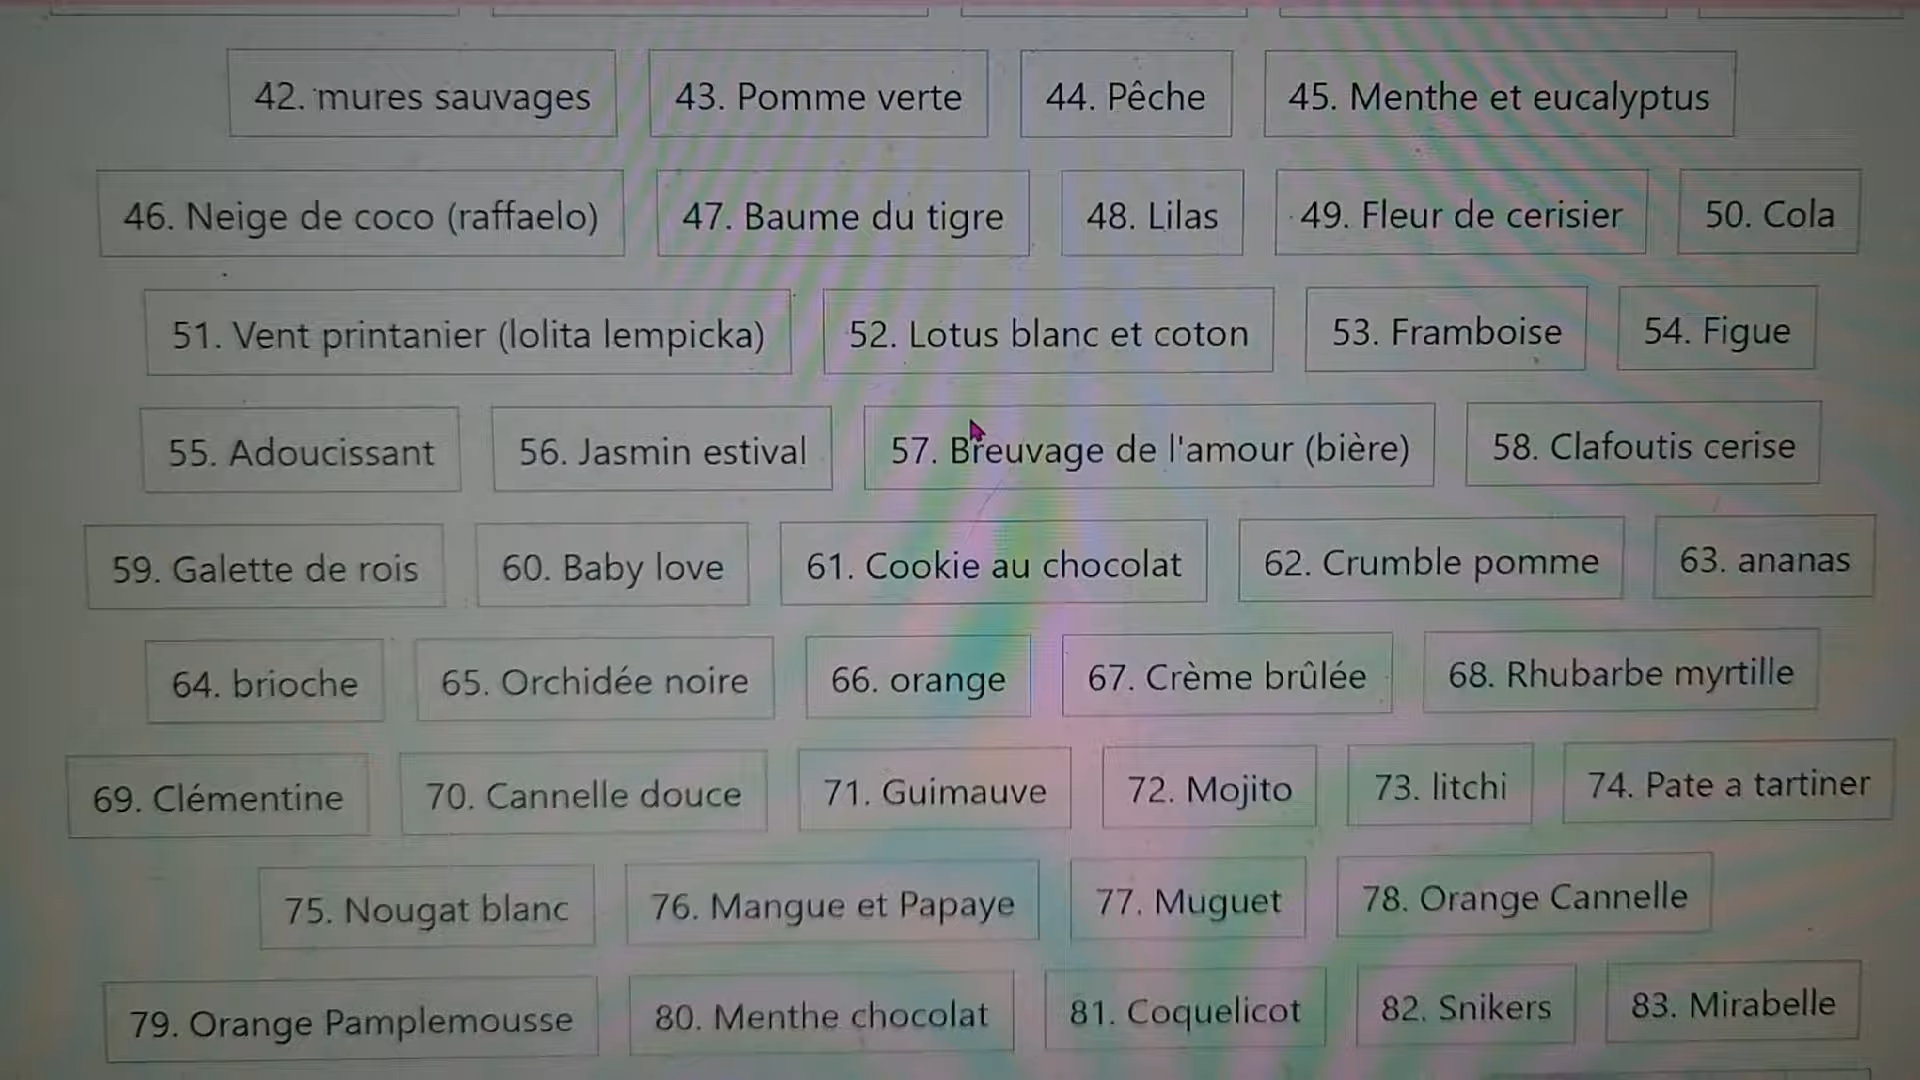 42. mures sauvages 43. Pomme verte 44. Pêche 45. Menthe et eucalyptus
46. Neige de coco (raffaelo) 47. Baume du tigre 48. Lilas 49. Fleur de cerisier 50. Cola
51. Vent printanier (lolita lempicka) 52. Lotus blanc et coton 53. Framboise 54. Figue
55. Adoucissant 56. Jasmin estival 57. Breuvage de l'amour (bière) 58. Clafoutis cerise
59. Galette de rois 60. Baby love 61. Cookie au chocolat 62. Crumble pomme 63. ananas
64. brioche 65. Orchidée noire 66. orange 67. Crème brûlée 68. Rhubarbe myrtille
69. Clémentine 70. Cannelle douce 71. Guimauve 72. Mojito 73. litchi 74. Pate a tartiner
75. Nougat blanc 76. Mangue et Papaye 77. Muguet 78. Orange Cannelle
79. Orange Pamplemousse 80. Menthe chocolat 81. Coquelicot 82. Snikers 83. Mirabelle